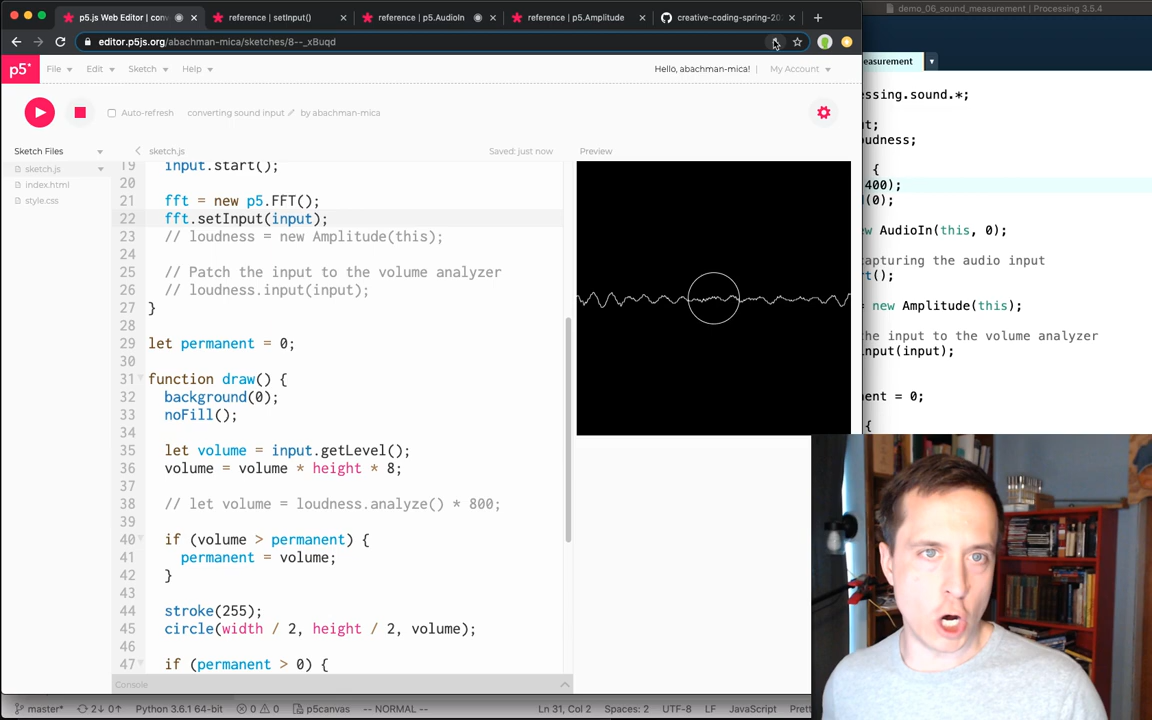 p5.js Web Editor | con
reference | setInput()
reference | p5.AudioIn
reference | p5.Amplitude
creative-coding-spring-20
demo_06_sound_measurement | Processing 3.5.4
editor.p5js.org/abachman-mica/sketches/8--_xBuqd
easurement
p5*
File
Edit
Sketch
Help
Hello, abachman-mica!
My Account
Auto-refresh
converting sound input
by abachman-mica
Sketch Files
sketch.js
Saved: just now
Preview
sketch.js
index.html
style.css
19 input.start();
20
21 fft = new p5.FFT();
22 fft.setInput(input);
23 // loudness = new Amplitude(this);
24
25 // Patch the input to the volume analyzer
26 // loudness.input(input);
27 }
28
29 let permanent = 0;
30
31 function draw() {
32 background(0);
33 noFill();
34
35 let volume = input.getLevel();
36 volume = volume * height * 8;
37
38 // let volume = loudness.analyze() * 800;
39
40 if (volume > permanent) {
41 permanent = volume;
42 }
43
44 stroke(255);
45 circle(width / 2, height / 2, volume);
46
47 if (permanent > 0) {
Console
essing.sound.*;
t;
udness;
{
400);
(0);
w AudioIn(this, 0);
capturing the audio input
rt();
= new Amplitude(this);
the input to the volume analyzer
nput(input);
ent = 0;
{
master*
2↓ 0↑
Python 3.6.1 64-bit
0
0
p5canvas
-- NORMAL --
Ln 31, Col 2
Spaces: 2
UTF-8
LF
JavaScript
Prett